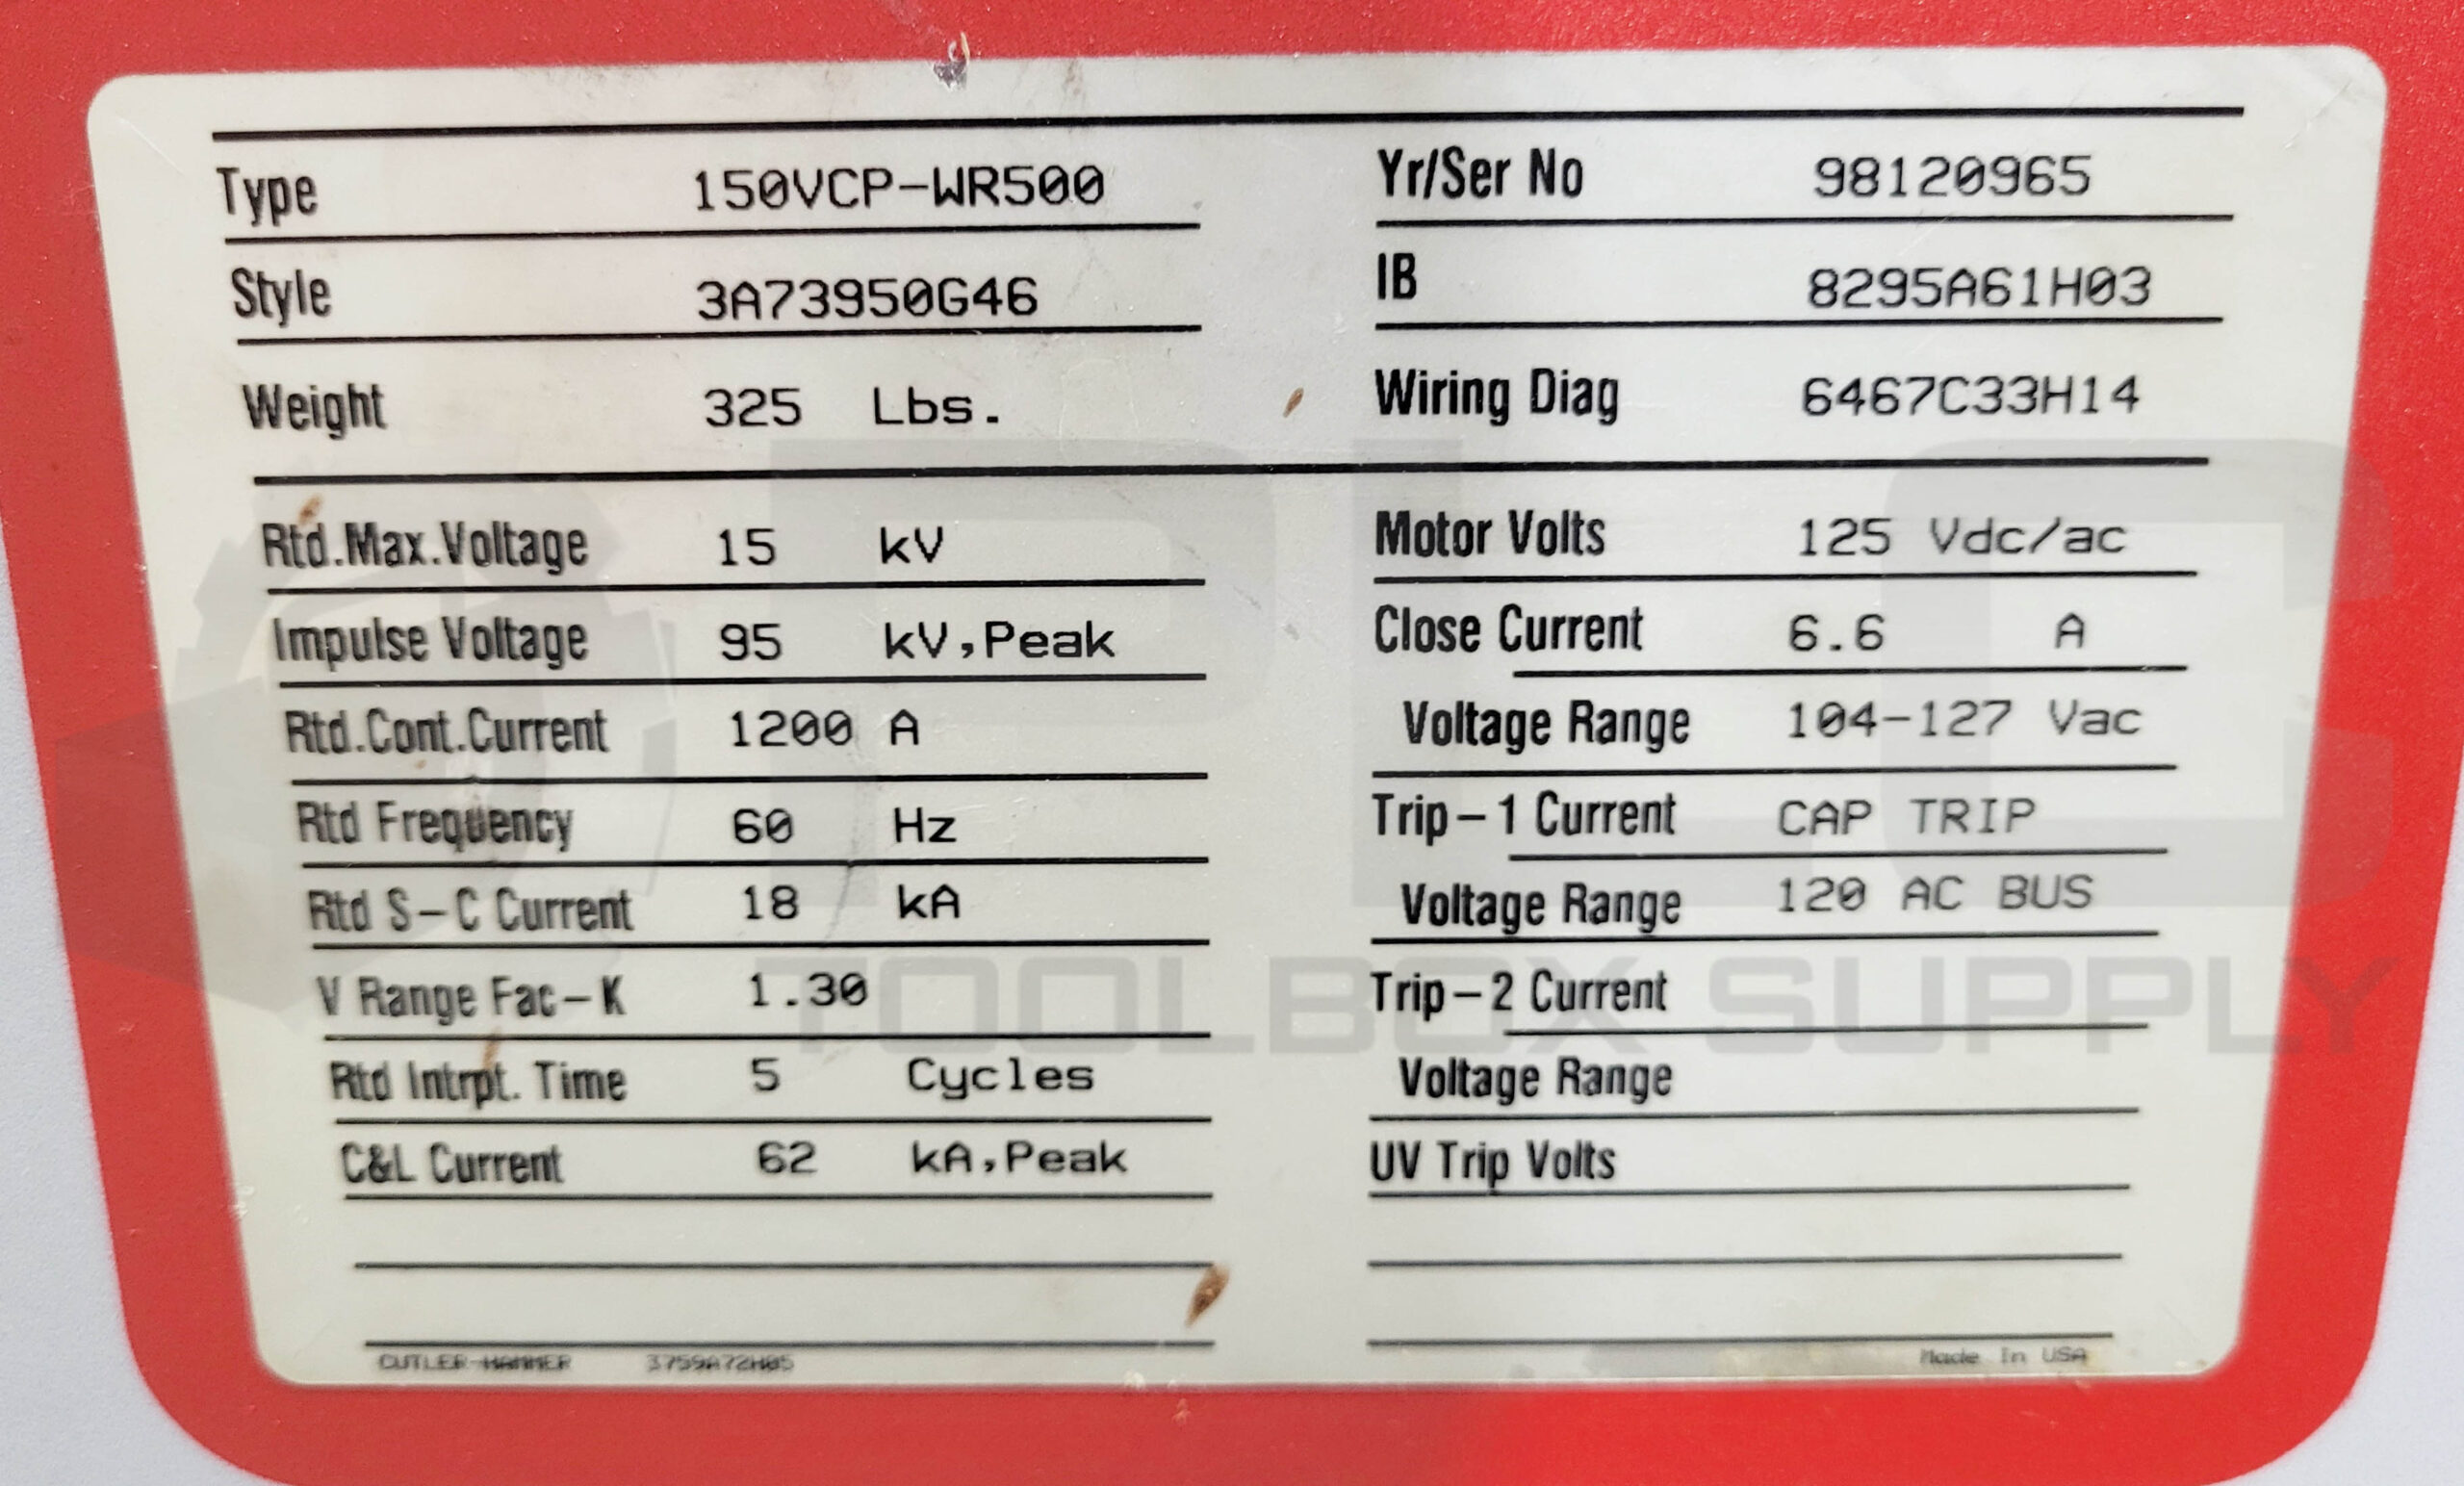 Type 150VCP-WR500
Style 3A73950G46
Weight 325 Lbs.
Yr/Ser No 98120965
IB 8295A61H03
Wiring Diag 6467C33H14
Rtd.Max.Voltage 15 kV
Impulse Voltage 95 kV,Peak
Rtd.Cont.Current 1200 A
Rtd Frequency 60 Hz
Rtd S-C Current 18 kA
V Range Fac-K 1.30
Rtd Intrpt. Time 5 Cycles
C&L Current 62 kA,Peak
Motor Volts 125 Vdc/ac
Close Current 6.6 A
Voltage Range 104-127 Vac
Trip-1 Current CAP TRIP
Voltage Range 120 AC BUS
Trip-2 Current
Voltage Range
UV Trip Volts
CUTLER-HAMMER 3759A72H05
Made In USA
PLC
TOOLBOX SUPPLY